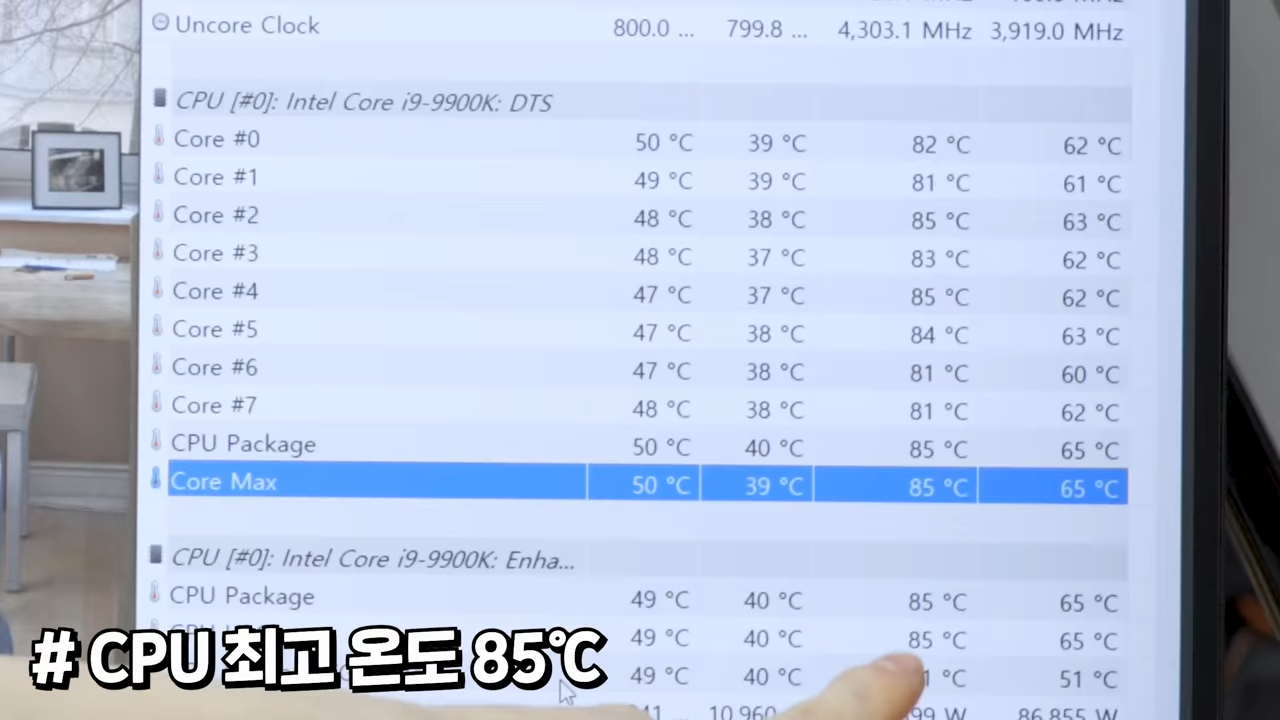 Uncore Clock 800.0 ... 799.8 ... 4,303.1 MHz 3,919.0 MHz
CPU [#0]: Intel Core i9-9900K: DTS
Core #0 50 °C 39 °C 82 °C 62 °C
Core #1 49 °C 39 °C 81 °C 61 °C
Core #2 48 °C 38 °C 85 °C 63 °C
Core #3 48 °C 37 °C 83 °C 62 °C
Core #4 47 °C 37 °C 85 °C 62 °C
Core #5 47 °C 38 °C 84 °C 63 °C
Core #6 47 °C 38 °C 81 °C 60 °C
Core #7 48 °C 38 °C 81 °C 62 °C
CPU Package 50 °C 40 °C 85 °C 65 °C
Core Max 50 °C 39 °C 85 °C 65 °C
CPU [#0]: Intel Core i9-9900K: Enha...
CPU Package 49 °C 40 °C 85 °C 65 °C
49 °C 40 °C 85 °C 65 °C
49 °C 40 °C °C 51 °C
10.960 W 86.855 W
# CPU 최고 온도 85℃